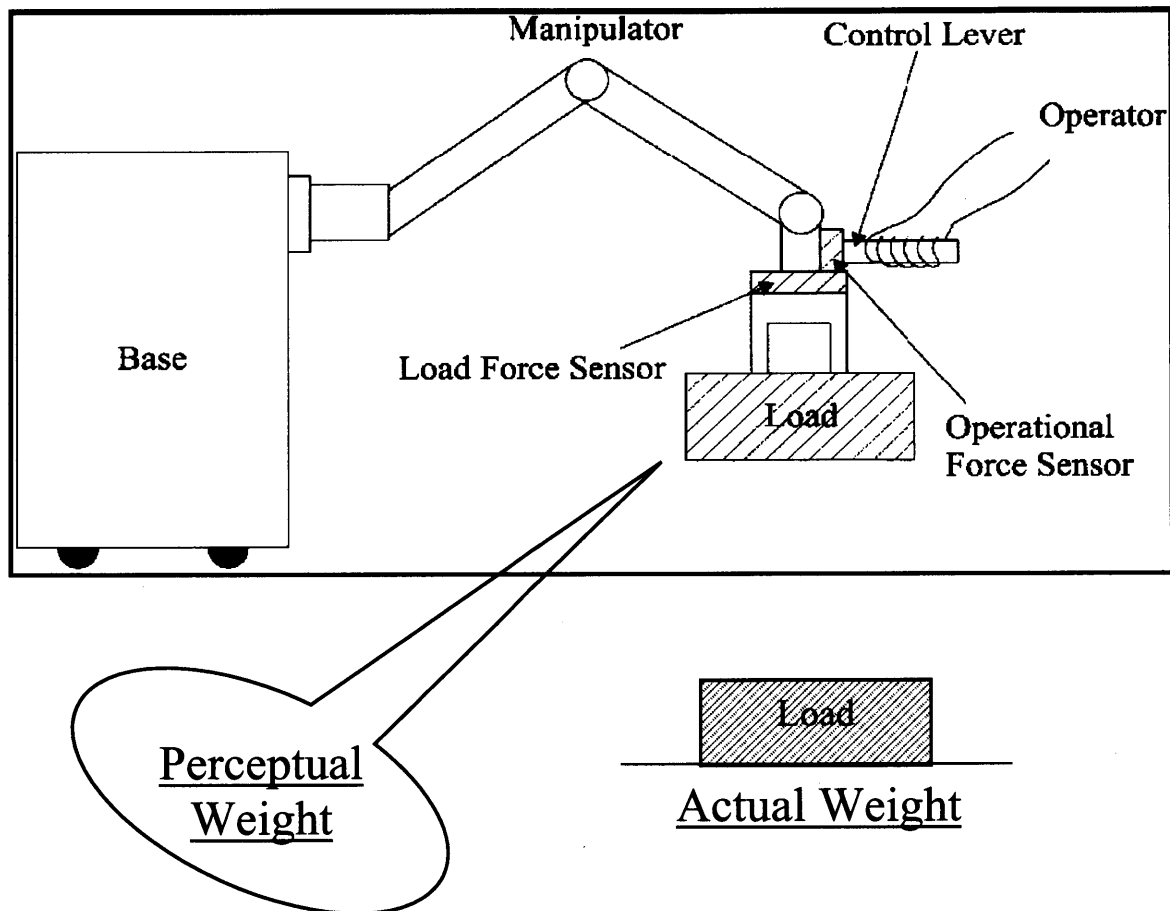 Manipulator
Control Lever
Operator
Base
Load Force Sensor
Load
Operational
Force Sensor
Perceptual
Weight
Load
Actual Weight